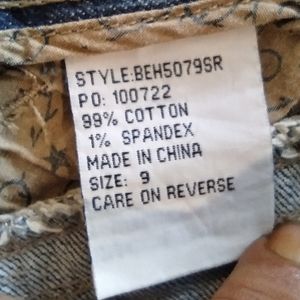 STYLE:BEH5079SR
PO: 100722
99% COTTON
1% SPANDEX
MADE IN CHINA
SIZE: 9
CARE ON REVERSE